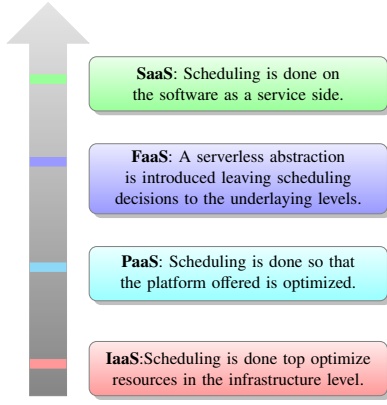 SaaS: Scheduling is done on
the software as a service side.
FaaS: A serverless abstraction
is introduced leaving scheduling
decisions to the underlaying levels.
PaaS: Scheduling is done so that
the platform offered is optimized.
IaaS:Scheduling is done top optimize
resources in the infrastructure level.